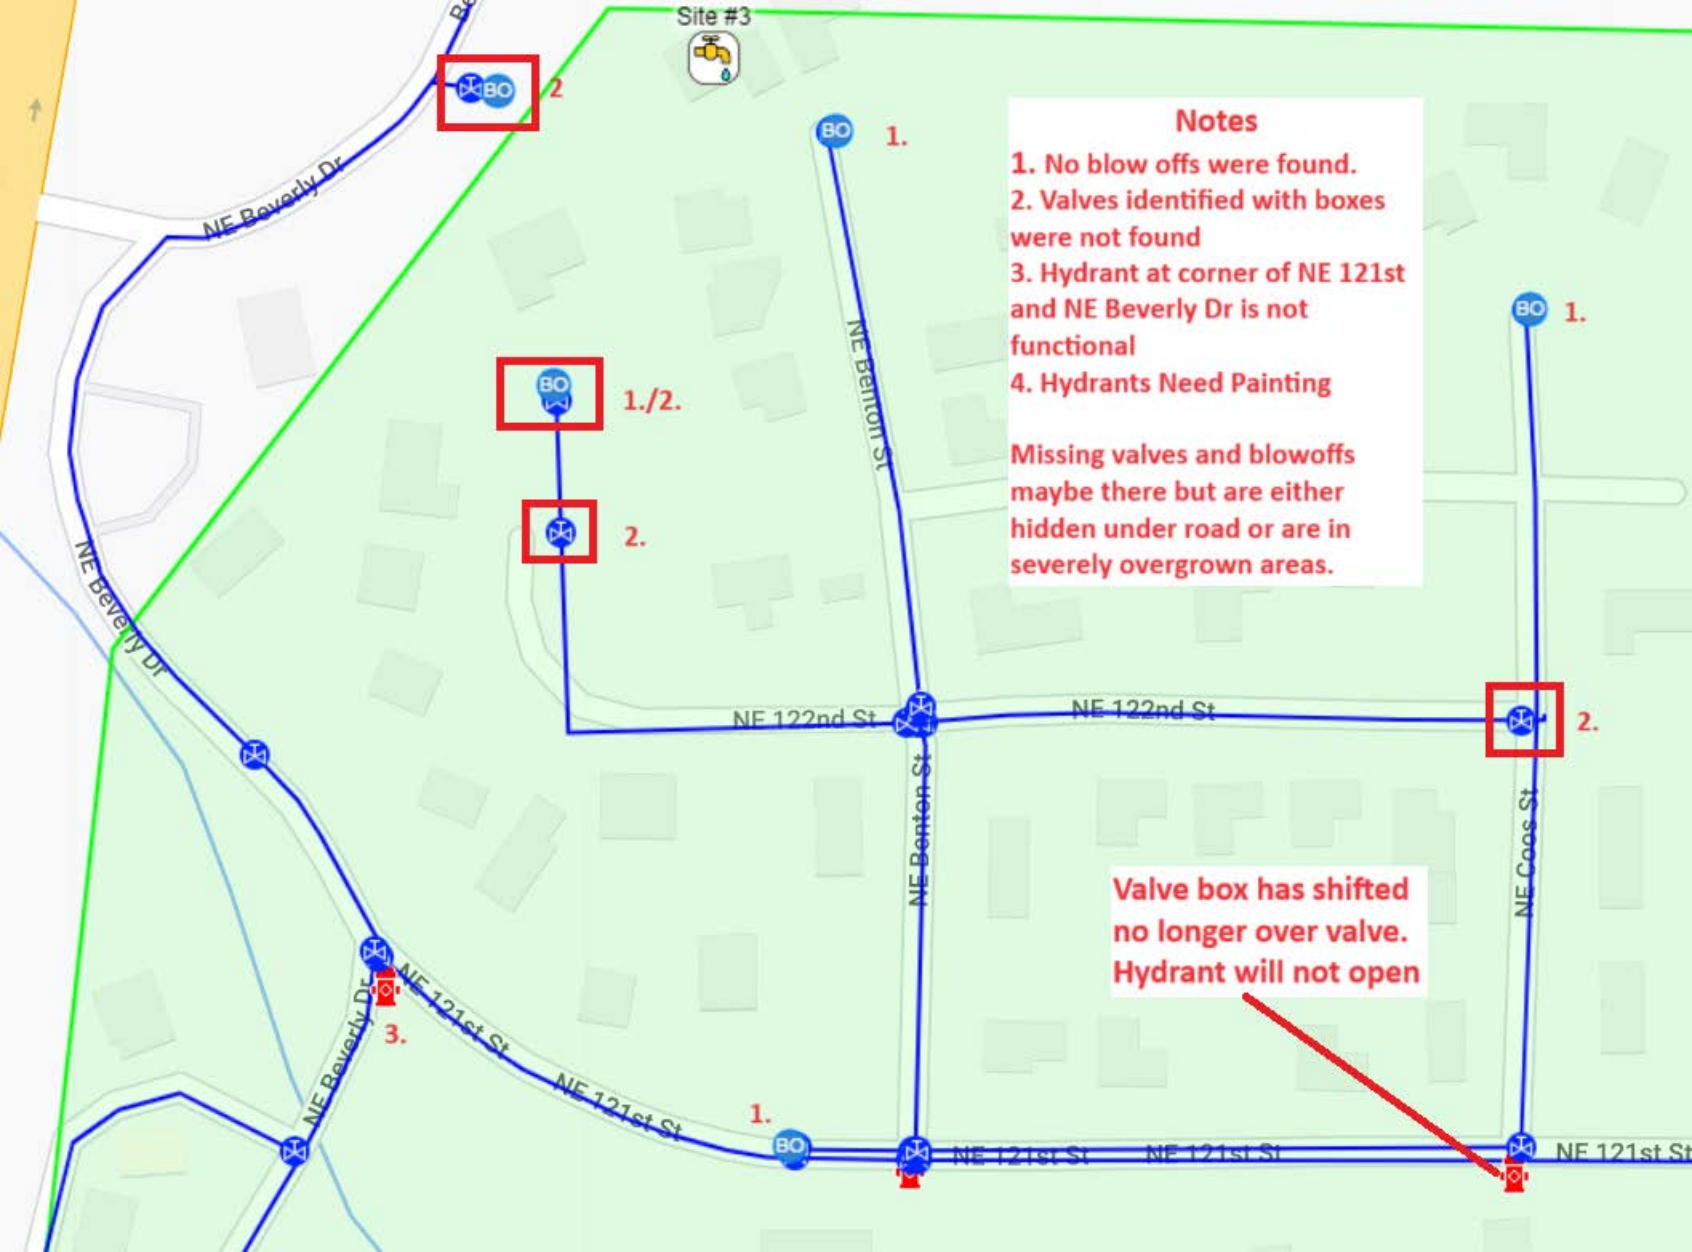 Be
Site #3
BO
2
NE Beverly Dr
BO
1.
Notes
1. No blow offs were found.
2. Valves identified with boxes
were not found
3. Hydrant at corner of NE 121st
and NE Beverly Dr is not
functional
4. Hydrants Need Painting
Missing valves and blowoffs
maybe there but are either
hidden under road or are in
severely overgrown areas.
BO
1.
NE Benton St
BO
1./2.
2.
NE Beverly Dr
NE 122nd St
NE 122nd St
2.
NE Benton St
NE Coos St
Valve box has shifted
no longer over valve.
Hydrant will not open
NE 121st St
3.
NE Beverly Dr
NE 121st St
1.
BO
NE 121st St
NE 121st St
NE 121st St